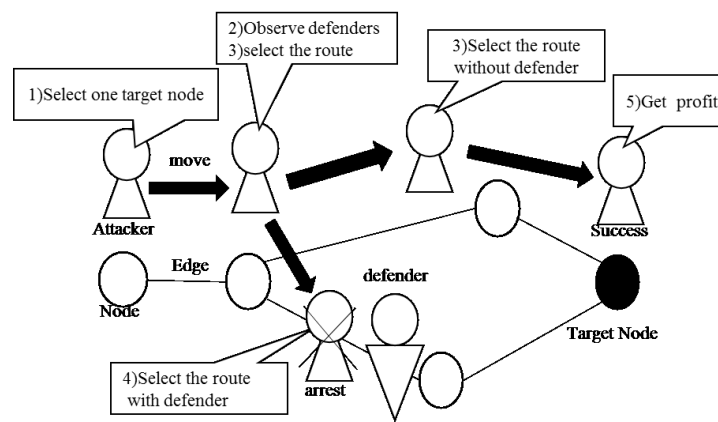 2)Observe defenders
3)select the route
3)Select the route
without defender
1)Select one target node
5)Get profit
move
Attacker
Success
Edge
defender
Node
Target Node
4)Select the route
with defender
arrest